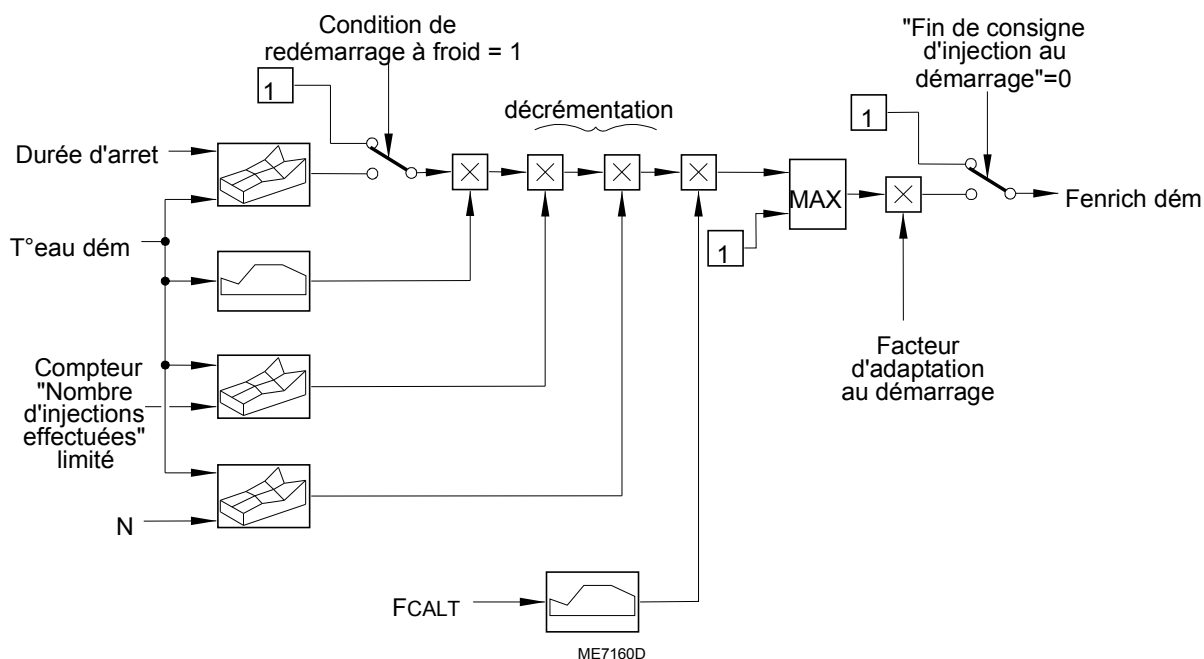 Condition de
redémarrage à froid = 1
"Fin de consigne
d'injection au
démarrage"=0
1
décrémentation
1
Durée d'arret
MAX
Fenrich dém
T°eau dém
1
Compteur
"Nombre
d'injections
effectuées"
limité
Facteur
d'adaptation
au démarrage
N
FCALT
ME7160D